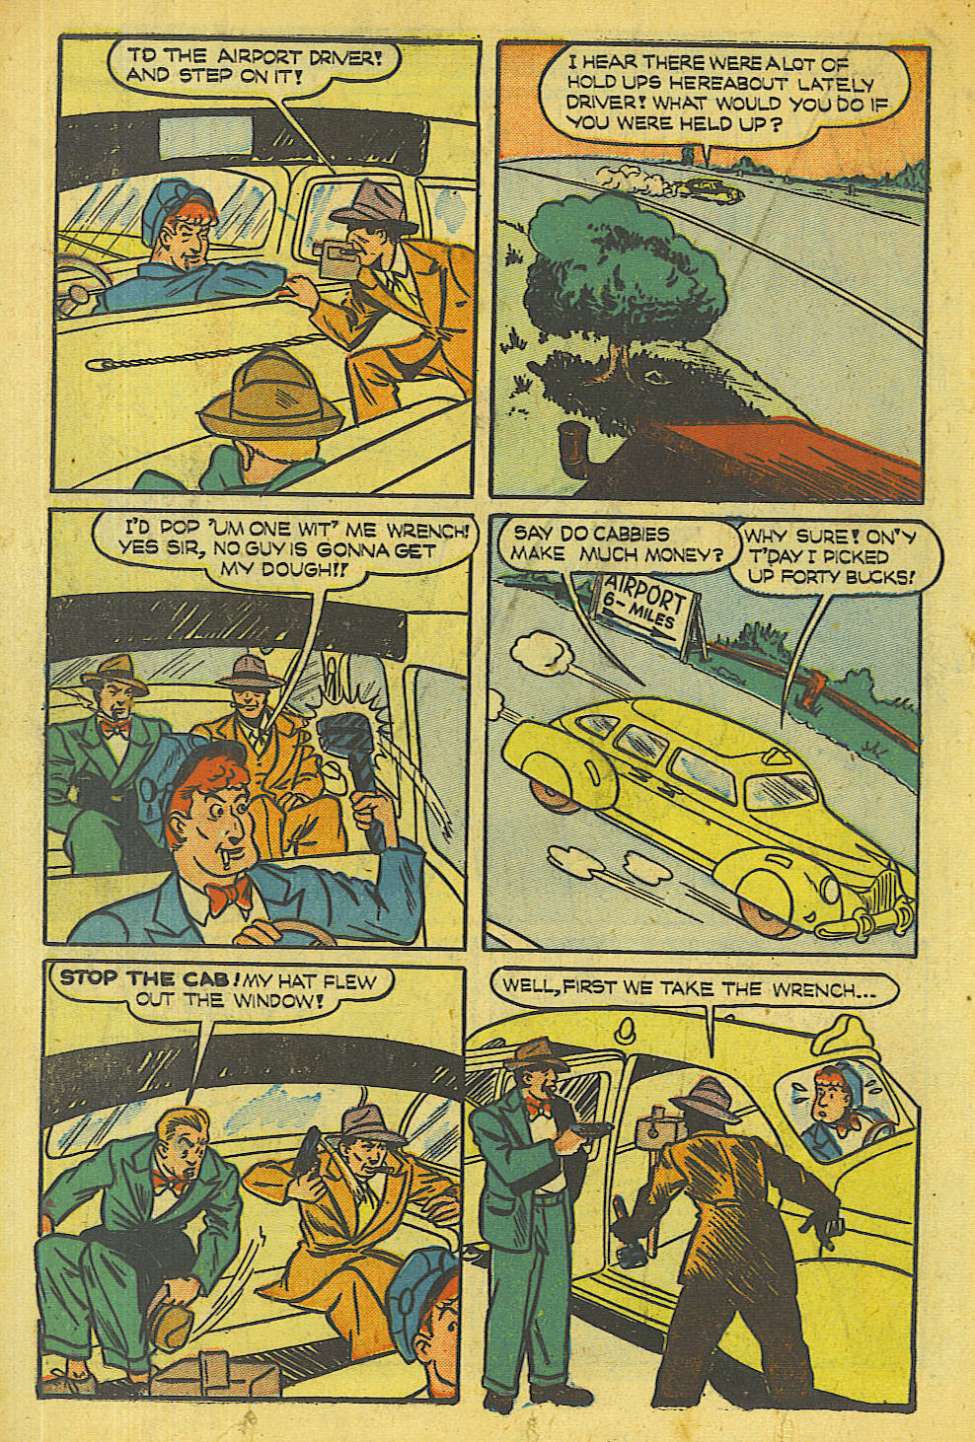 TO THE AIRPORT DRIVER!
AND STEP ON IT!
I HEAR THERE WERE A LOT OF
HOLD UPS HEREABOUT LATELY
DRIVER! WHAT WOULD YOU DO IF
YOU WERE HELD UP?
I'D POP 'UM ONE WIT' ME WRENCH!
YES SIR, NO GUY IS GONNA GET
MY DOUGH!!
SAY DO CABBIES
MAKE MUCH MONEY?
WHY SURE! ON'Y
T'DAY I PICKED
UP FORTY BUCKS!
AIRPORT
6-MILES
STOP THE CAB! MY HAT FLEW
OUT THE WINDOW!
WELL, FIRST WE TAKE THE WRENCH...